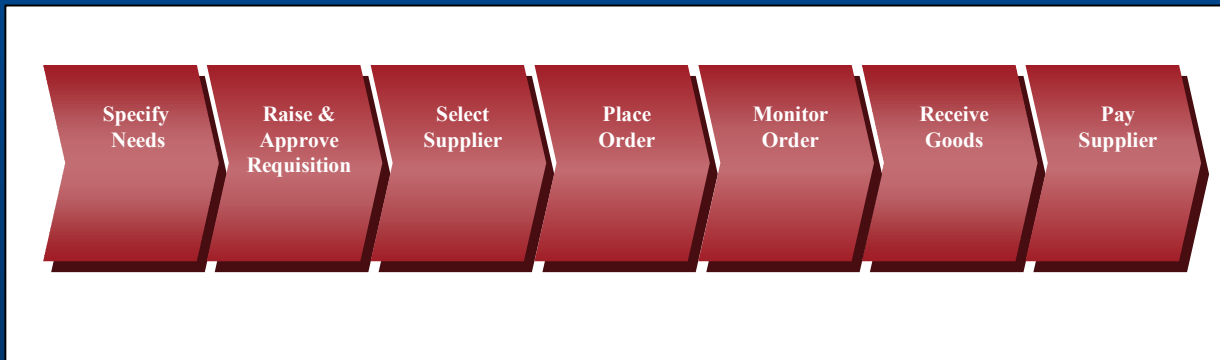 Specify
Needs
Raise &
Approve
Requisition
Select
Supplier
Place
Order
Monitor
Order
Receive
Goods
Pay
Supplier